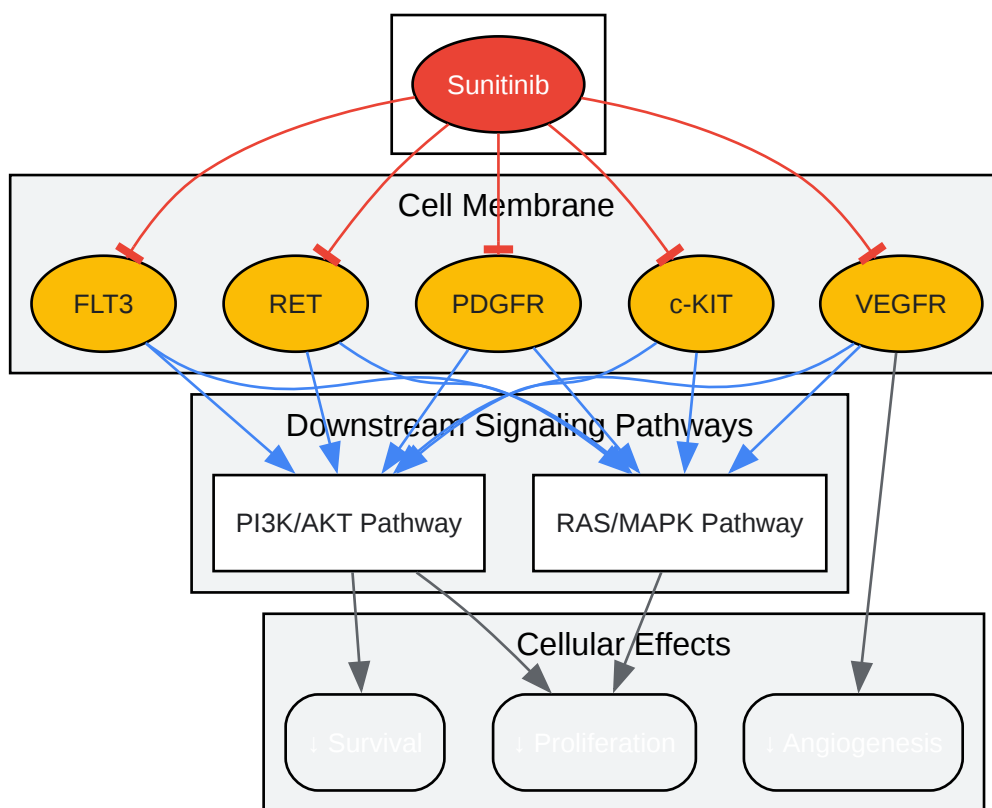 Sunitinib
Cell Membrane
FLT3
RET
PDGFR
c-KIT
VEGFR
Downstream Signaling Pathways
PI3K/AKT Pathway
RAS/MAPK Pathway
Cellular Effects
↓ Survival
↓ Proliferation
↓ Angiogenesis